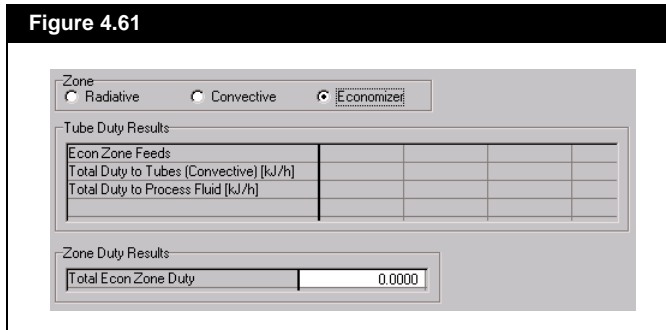 Figure 4.61
Zone
Radiative Convective Economizer
Tube Duty Results
Econ Zone Feeds
Total Duty to Tubes (Convective) [kJ/h]
Total Duty to Process Fluid [kJ/h]
Zone Duty Results
Total Econ Zone Duty 0.0000